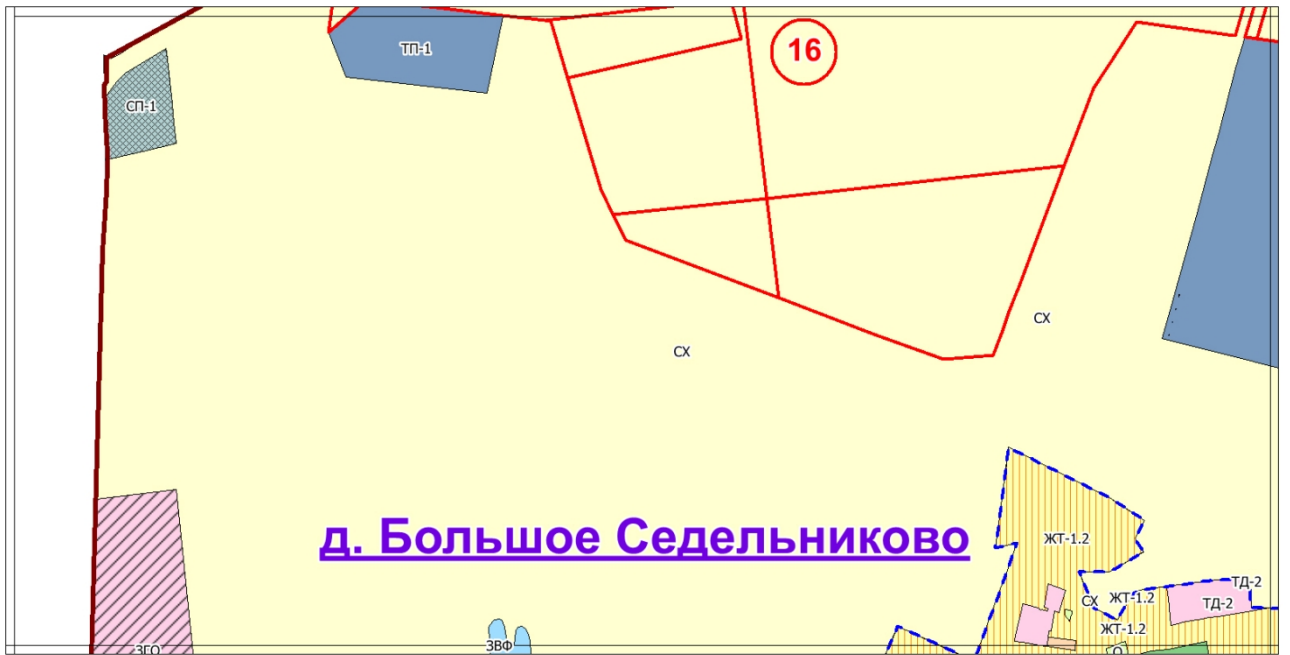 ТП-1
16
СП-1
СХ
СХ
д. Большое Седельниково
ЖТ-1.2
ТД-2
СХ
ЖТ-1.2
ТД-2
ЖТ-1.2
ЗГО
ЗВФ
О